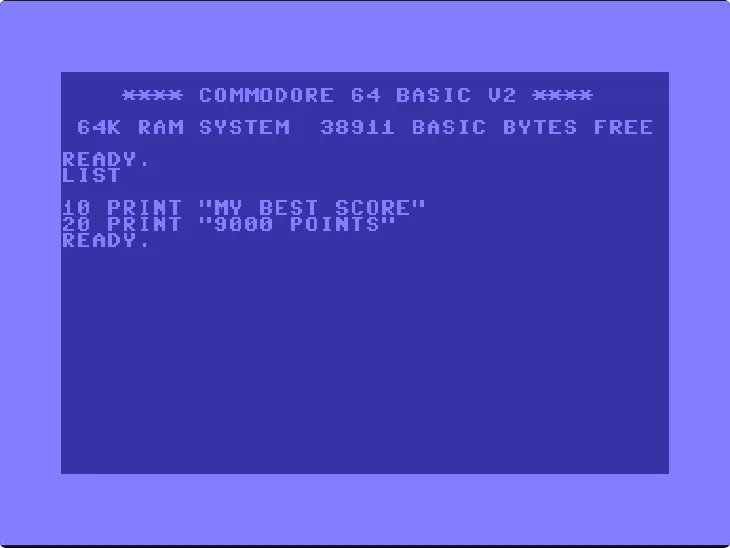 **** COMMODORE 64 BASIC V2 ****
64K RAM SYSTEM  38911 BASIC BYTES FREE
READY.
LIST
10 PRINT "MY BEST SCORE"
20 PRINT "9000 POINTS"
READY.